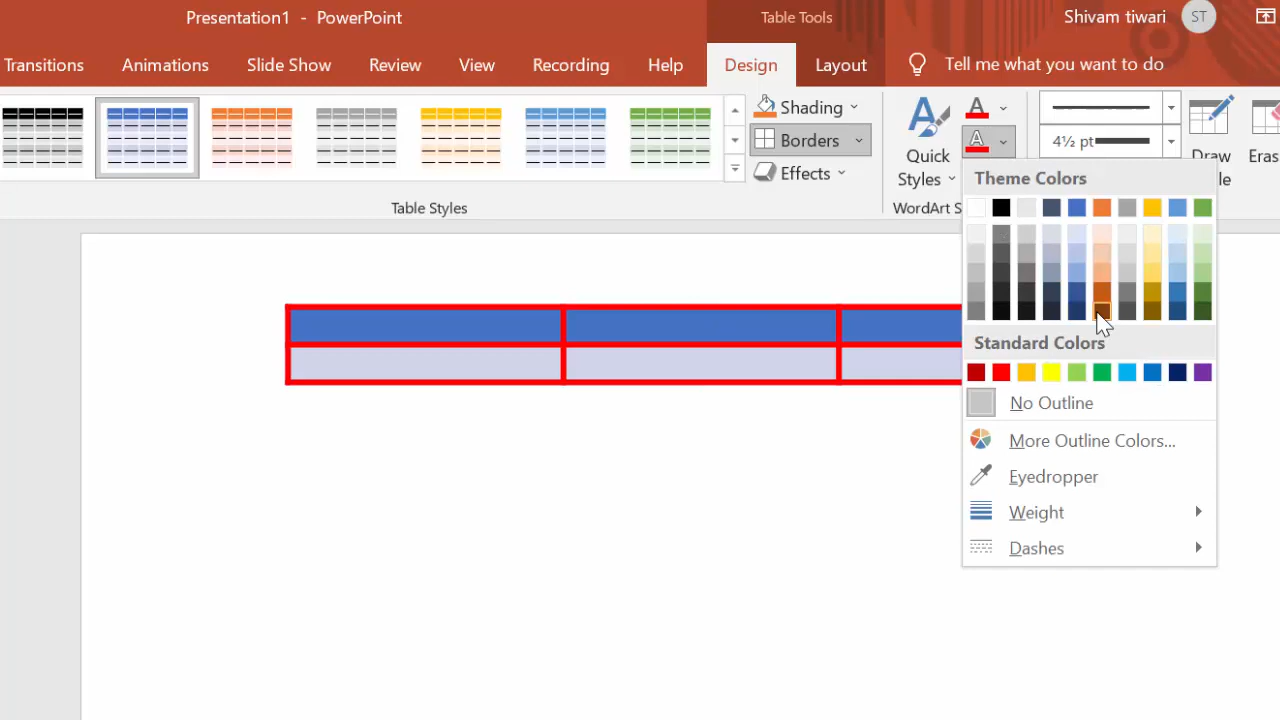 Presentation1 - PowerPoint
Table Tools
Shivam tiwari
ST
Transitions
Animations
Slide Show
Review
View
Recording
Help
Design
Layout
Tell me what you want to do
Shading
Borders
Effects
Table Styles
A
Quick
Styles
WordArt S
A
A
4½ pt
Draw
le
Eras
Theme Colors
Standard Colors
No Outline
More Outline Colors...
Eyedropper
Weight
Dashes